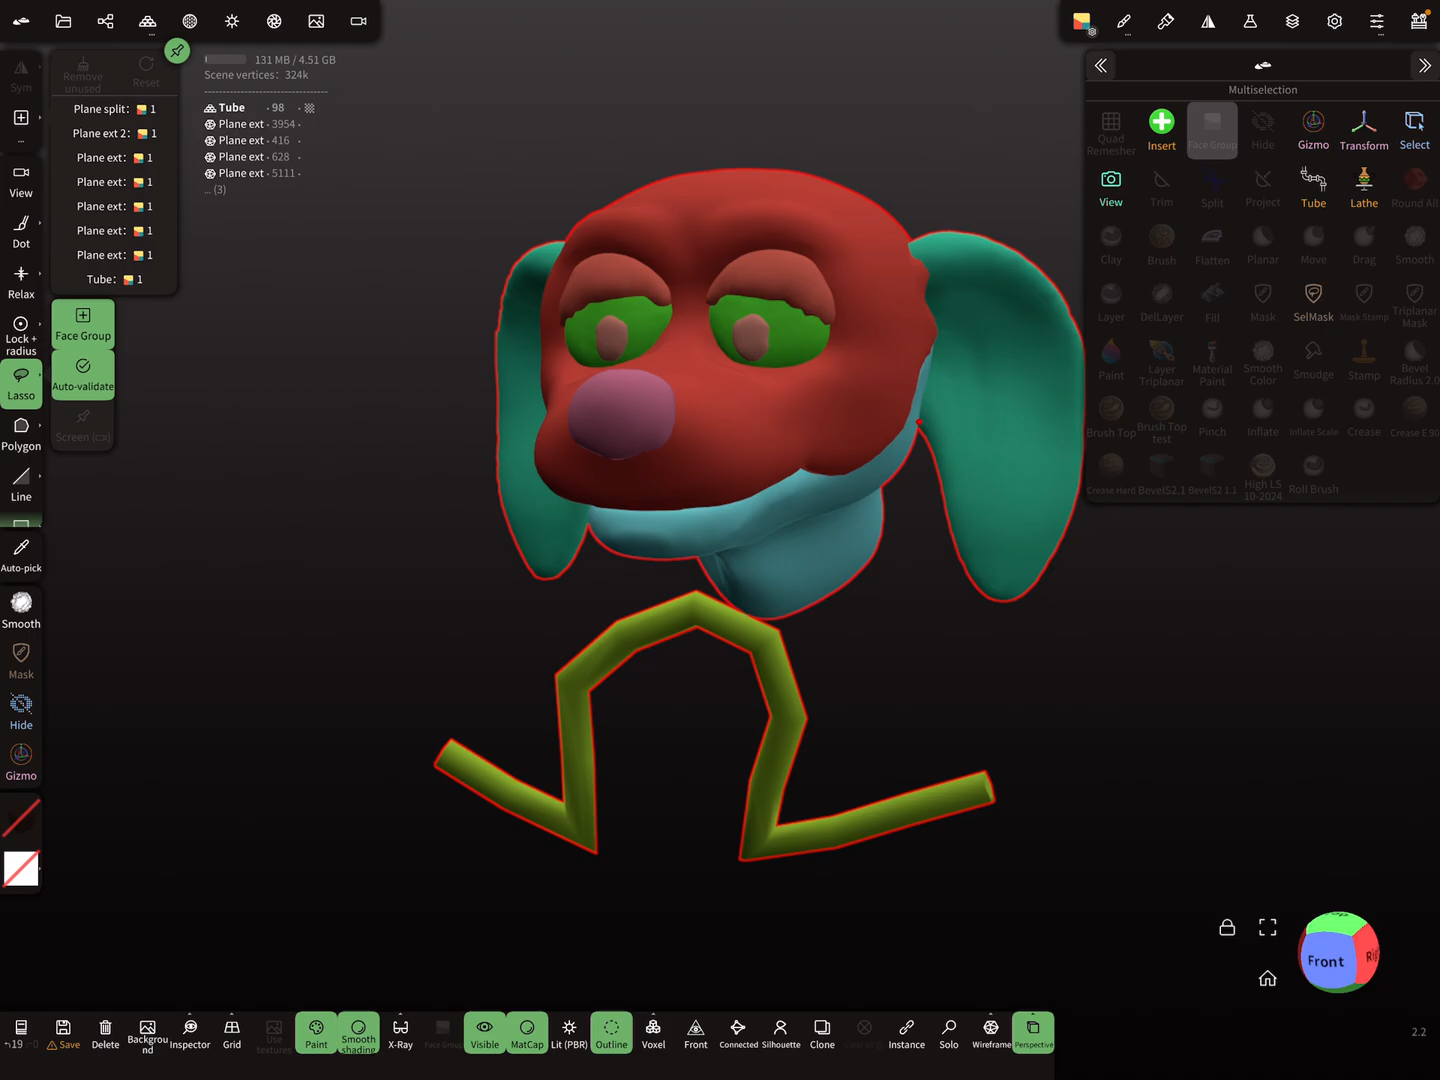 131 MB / 4.51 GB
Scene vertices: 324k
Tube · 98 ·
Plane ext · 3954 ·
Plane ext · 416 ·
Plane ext · 628 ·
Plane ext · 5111 ·
... (3)
Sym
View
Dot
Relax
Lock + radius
Lasso
Polygon
Line
Auto-pick
Smooth
Mask
Hide
Gizmo
Remove unused
Reset
Plane split: 1
Plane ext 2: 1
Plane ext: 1
Plane ext: 1
Plane ext: 1
Plane ext: 1
Plane ext: 1
Tube: 1
Face Group
Auto-validate
Multiselection
Quad Remesher
Insert
Face Group
Hide
Gizmo
Transform
Select
View
Trim
Split
Project
Tube
Lathe
Round All
Clay
Brush
Flatten
Planar
Move
Drag
Smooth
Layer
DelLayer
Fill
Mask
SelMask
Mask Stamp
Triplanar Mask
Paint
Layer Triplanar
Material Paint
Smooth Color
Smudge
Stamp
Bevel Radius 2.0
Brush Top
Brush Top test
Pinch
Inflate
Inflate Scale
Crease
Crease E 90
Crease Hard
BevelS2.1
BevelS2 1.1
High LS 10-2024
Roll Brush
Front
2.2
19
0
Save
Delete
Background
Inspector
Grid
Use textures
Paint
Smooth shading
X-Ray
Face Group
Visible
MatCap
Lit (PBR)
Outline
Voxel
Front
Connected
Silhouette
Clone
Instance
Solo
Wireframe
Perspective